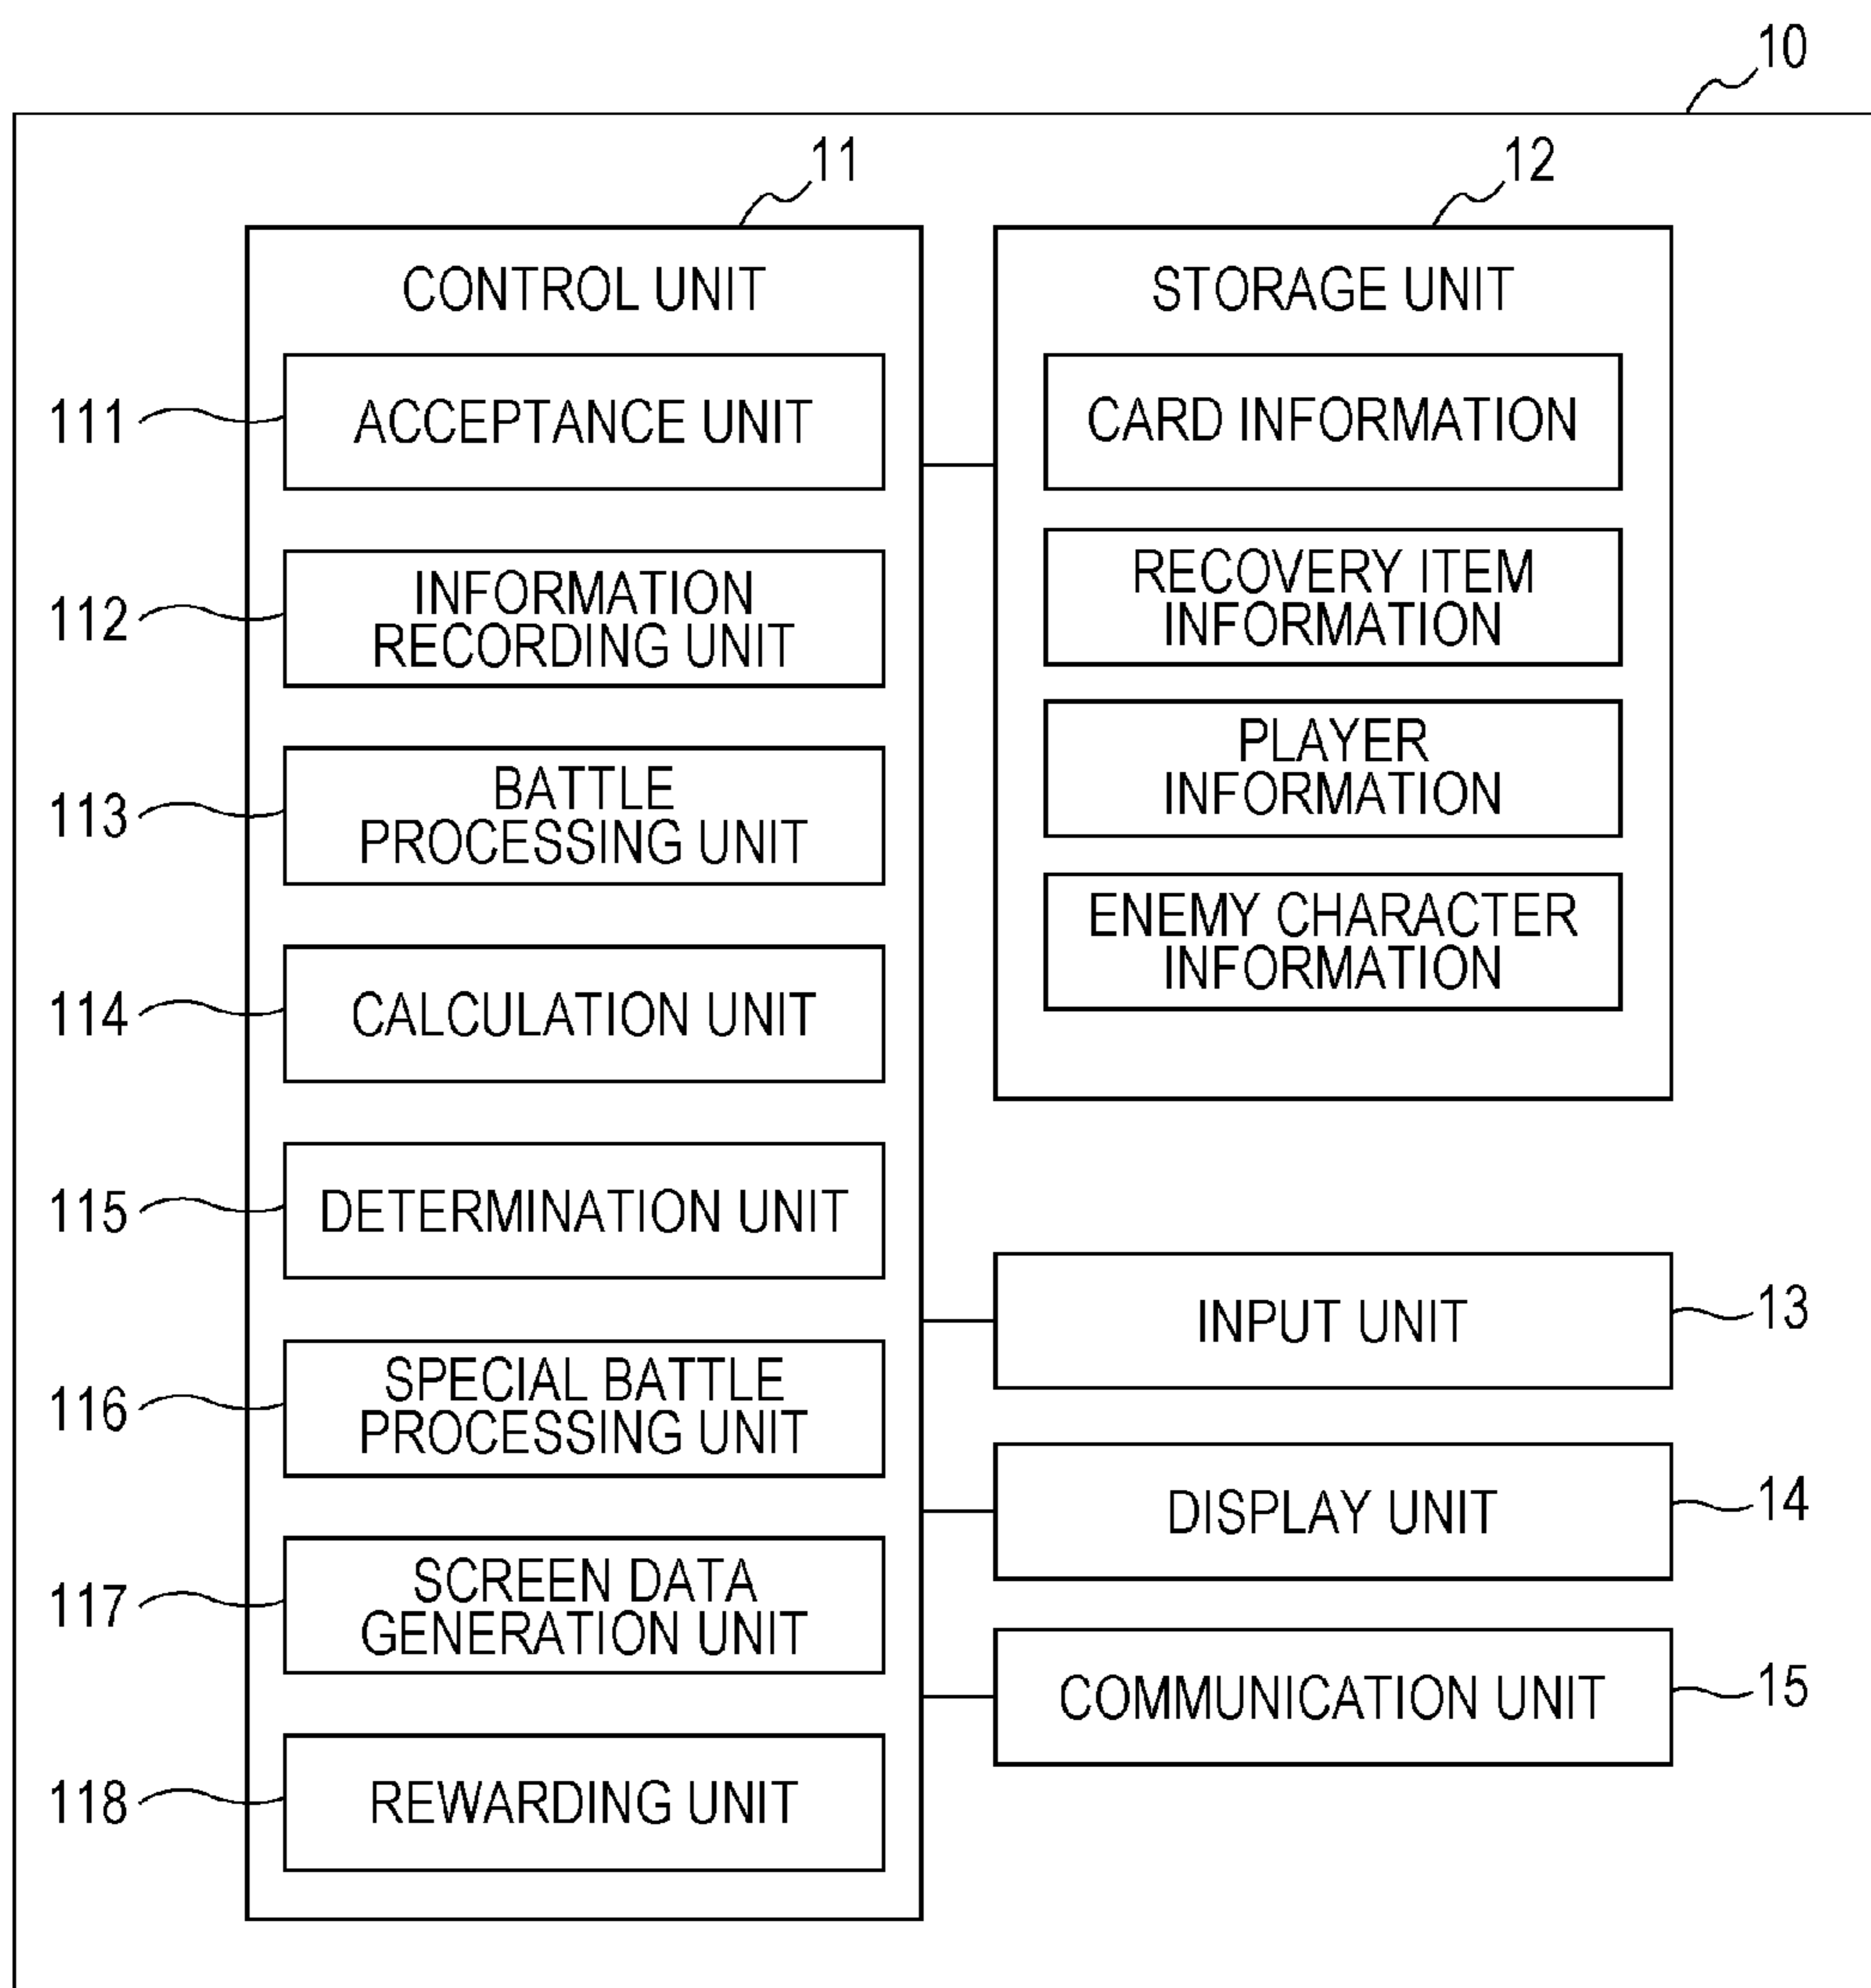 10
11
CONTROL UNIT
111
ACCEPTANCE UNIT
112
INFORMATION
RECORDING UNIT
113
BATTLE
PROCESSING UNIT
114
CALCULATION UNIT
115
DETERMINATION UNIT
116
SPECIAL BATTLE
PROCESSING UNIT
117
SCREEN DATA
GENERATION UNIT
118
REWARDING UNIT
12
STORAGE UNIT
CARD INFORMATION
RECOVERY ITEM
INFORMATION
PLAYER
INFORMATION
ENEMY CHARACTER
INFORMATION
INPUT UNIT
13
DISPLAY UNIT
14
COMMUNICATION UNIT
15